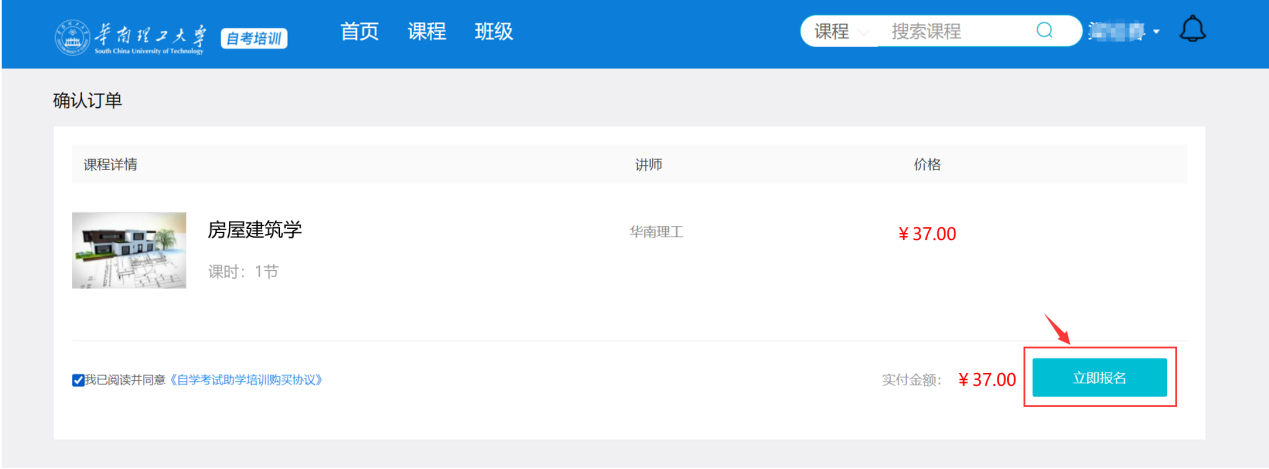 华南理工大学
South China University of Technology
自考培训
首页 课程 班级
课程 搜索课程
确认订单
课程详情 讲师 价格
房屋建筑学 华南理工 ¥37.00
课时：1节
我已阅读并同意《自学考试助学培训购买协议》 实付金额： ¥37.00 立即报名